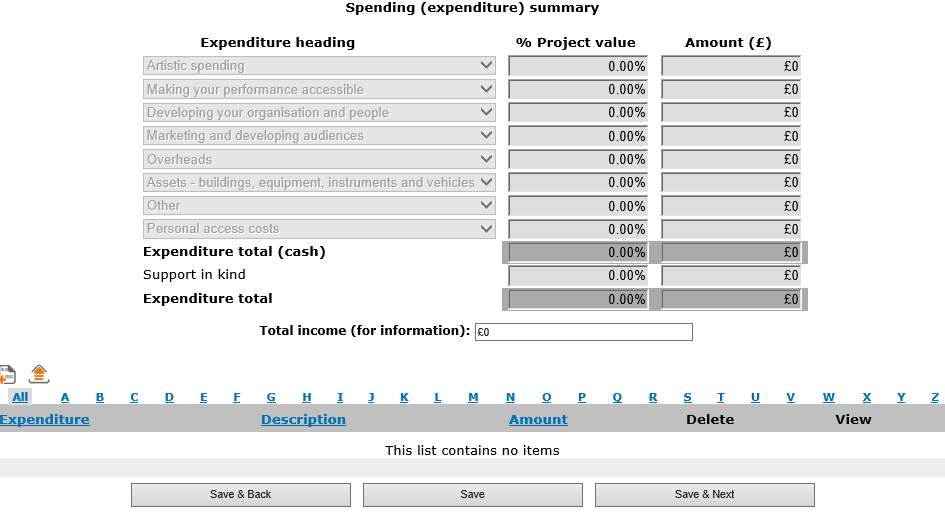 Spending (expenditure) summary
Expenditure heading % Project value Amount (£)
Artistic spending 0.00% £0
Making your performance accessible 0.00% £0
Developing your organisation and people 0.00% £0
Marketing and developing audiences 0.00% £0
Overheads 0.00% £0
Assets - buildings, equipment, instruments and vehicles 0.00% £0
Other 0.00% £0
Personal access costs 0.00% £0
Expenditure total (cash) 0.00% £0
Support in kind 0.00% £0
Expenditure total 0.00% £0
Total income (for information): £0
All A B C D E F G H I J K L M N O P Q R S T U V W X Y Z
Expenditure Description Amount Delete View
This list contains no items
Save & Back Save Save & Next